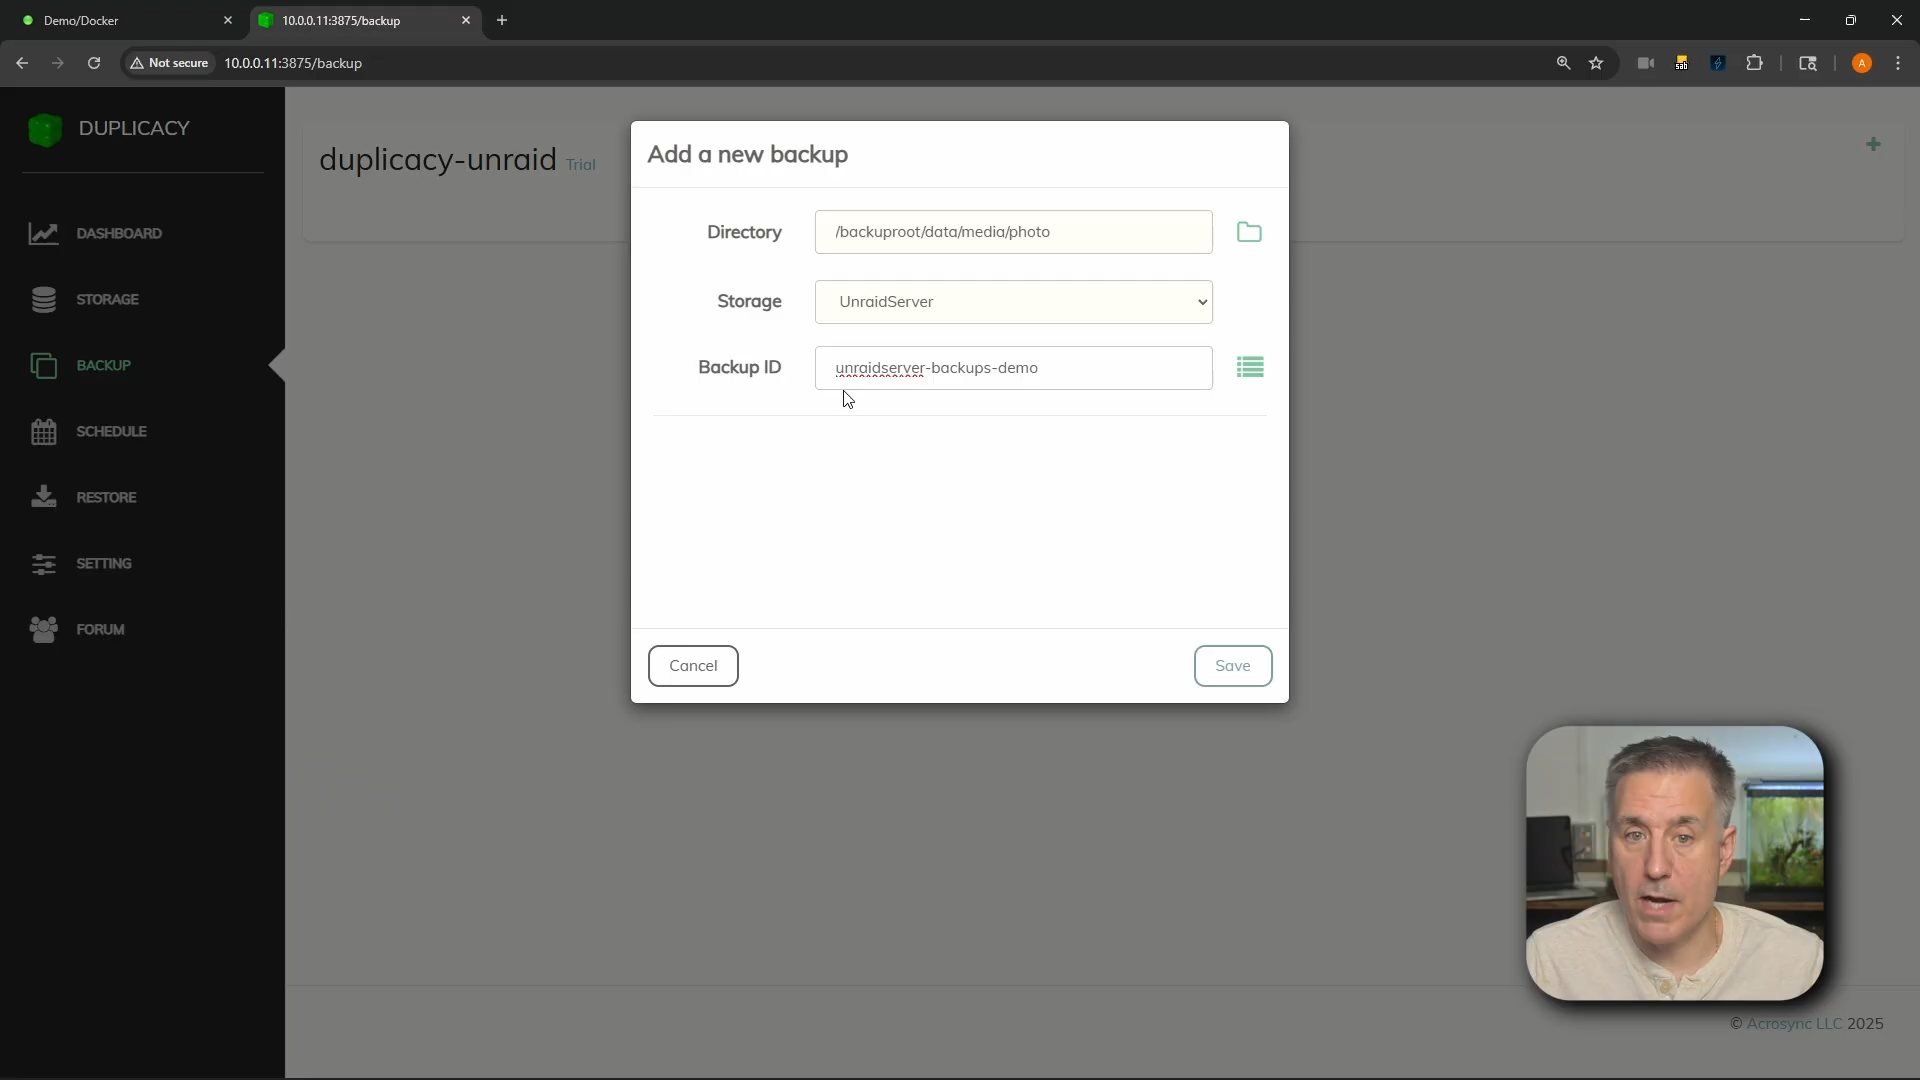 Demo/Docker
10.0.0.11:3875/backup
Not secure
10.0.0.11:3875/backup
sab
A
DUPLICACY
duplicacy-unraid Trial
DASHBOARD
STORAGE
BACKUP
SCHEDULE
RESTORE
SETTING
FORUM
Add a new backup
Directory
/backuproot/data/media/photo
Storage
UnraidServer
Backup ID
unraidserver-backups-demo
Cancel
Save
© Acrosync LLC 2025